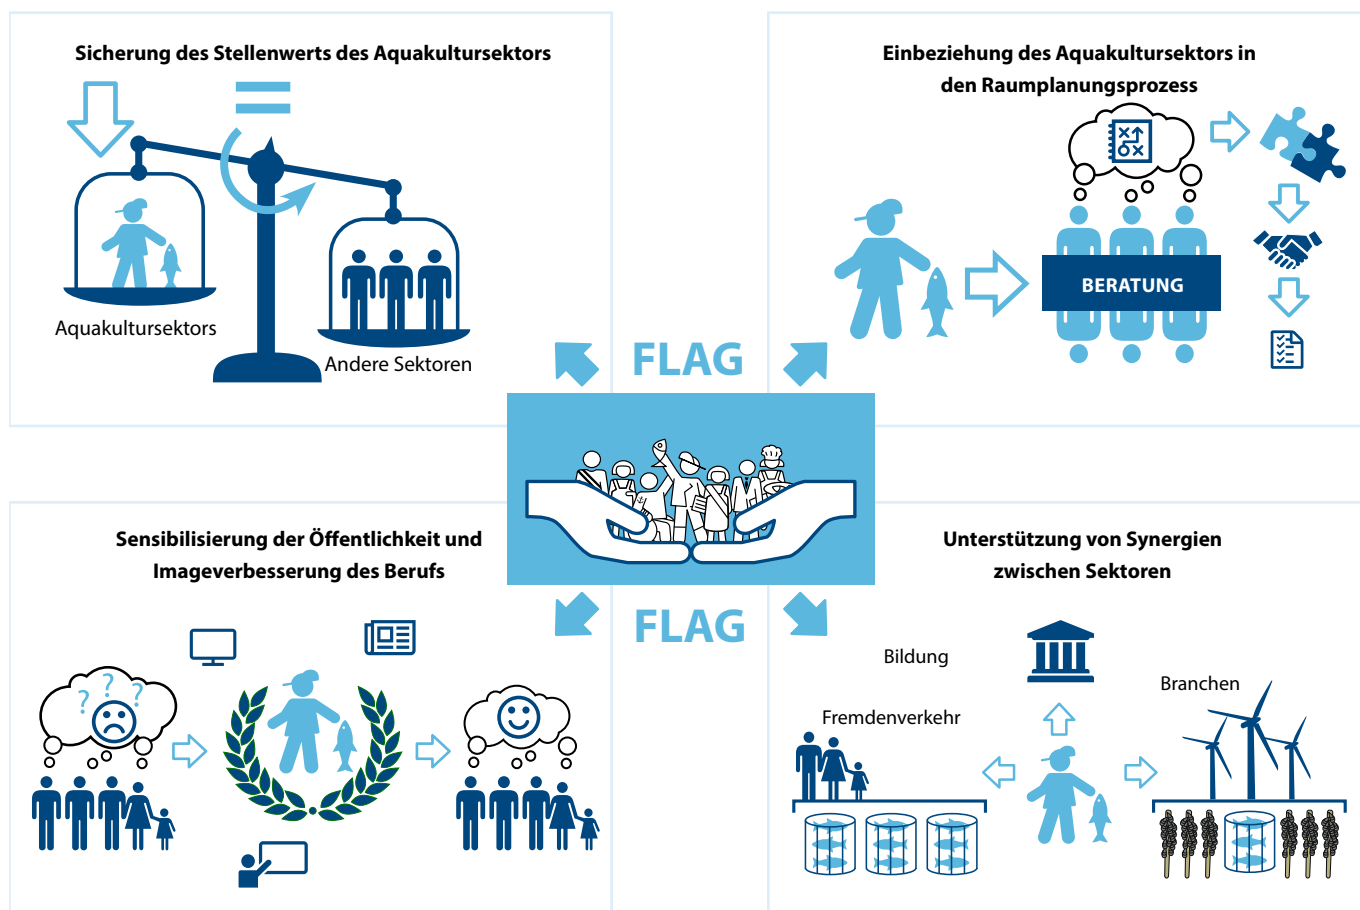 Sicherung des Stellenwerts des Aquakultursektors
Aquakultursektors
Andere Sektoren
Einbeziehung des Aquakultursektors in
den Raumplanungsprozess
BERATUNG
FLAG
FLAG
Sensibilisierung der Öffentlichkeit und
Imageverbesserung des Berufs
? ? ?
Unterstützung von Synergien
zwischen Sektoren
Bildung
Branchen
Fremdenverkehr